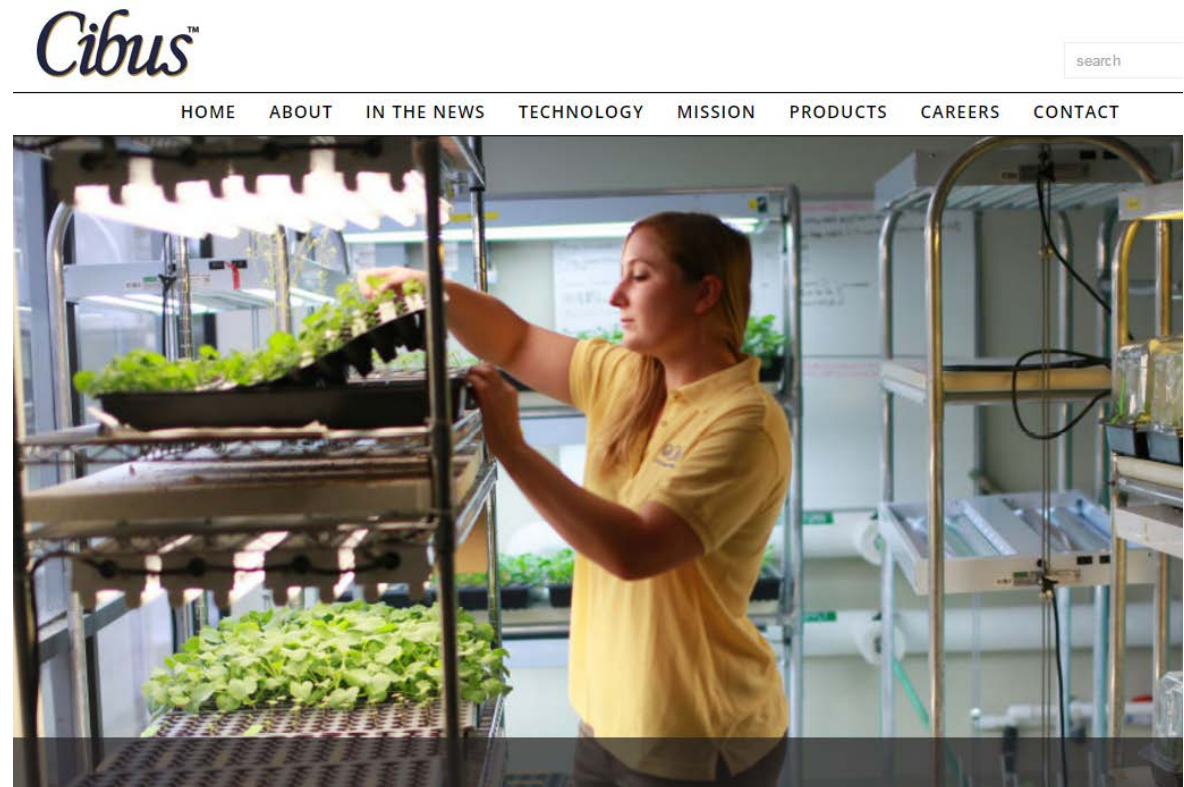 Cibus™
search
HOME ABOUT IN THE NEWS TECHNOLOGY MISSION PRODUCTS CAREERS CONTACT